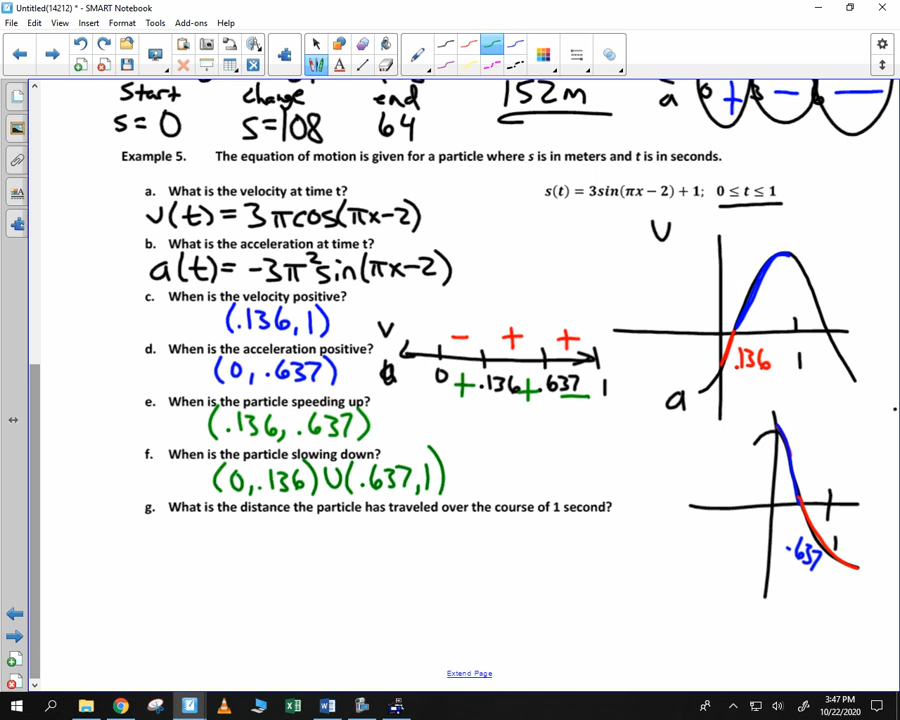 Untitled(14212) * - SMART Notebook
File Edit View Insert Format Tools Add-ons Help
start change end 152m a 0 + 3 - 6 -
s = 0 s = 108 64
Example 5. The equation of motion is given for a particle where s is in meters and t is in seconds.
a. What is the velocity at time t? s(t) = 3sin(πx − 2) + 1; 0 ≤ t ≤ 1
v(t) = 3πcos(πx-2) v
b. What is the acceleration at time t?
a(t) = -3π²sin(πx-2)
c. When is the velocity positive?
(.136, 1) v - + +
d. When is the acceleration positive?
(0, .637) a 0 + .136 + .637 - 1 .136 1
e. When is the particle speeding up?
(.136, .637) a
f. When is the particle slowing down?
(0, .136) U (.637, 1)
g. What is the distance the particle has traveled over the course of 1 second?
.637 1
Extend Page
3:47 PM
10/22/2020